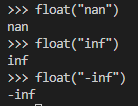 >>> float("nan")
nan
>>> float("inf")
inf
>>> float("-inf")
-inf